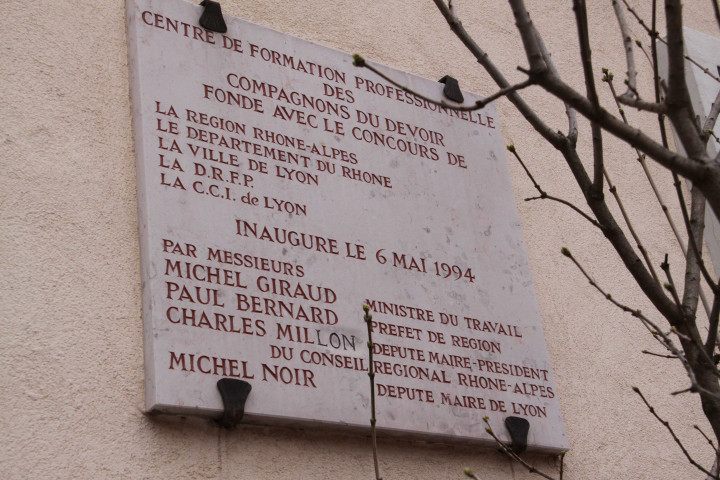 CENTRE DE FORMATION PROFESSIONNELLE
DES
COMPAGNONS DU DEVOIR
FONDE AVEC LE CONCOURS DE
LA REGION RHONE-ALPES
LE DEPARTEMENT DU RHONE
LA VILLE DE LYON
LA D.R.F.P.
LA C.C.I. de LYON
INAUGURE LE 6 MAI 1994
PAR MESSIEURS
MICHEL GIRAUD MINISTRE DU TRAVAIL
PAUL BERNARD PREFET DE REGION
CHARLES MILLON DEPUTE MAIRE-PRESIDENT
DU CONSEIL REGIONAL RHONE-ALPES
MICHEL NOIR DEPUTE MAIRE DE LYON